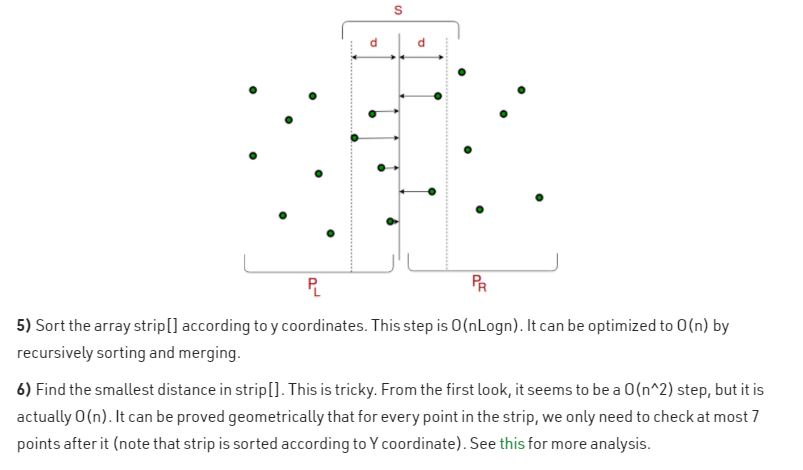 S
d d
PL
PR
5) Sort the array strip[] according to y coordinates. This step is O(nLogn). It can be optimized to O(n) by
recursively sorting and merging.
6) Find the smallest distance in strip[]. This is tricky. From the first look, it seems to be a O(n^2) step, but it is
actually O(n). It can be proved geometrically that for every point in the strip, we only need to check at most 7
points after it (note that strip is sorted according to Y coordinate). See this for more analysis.